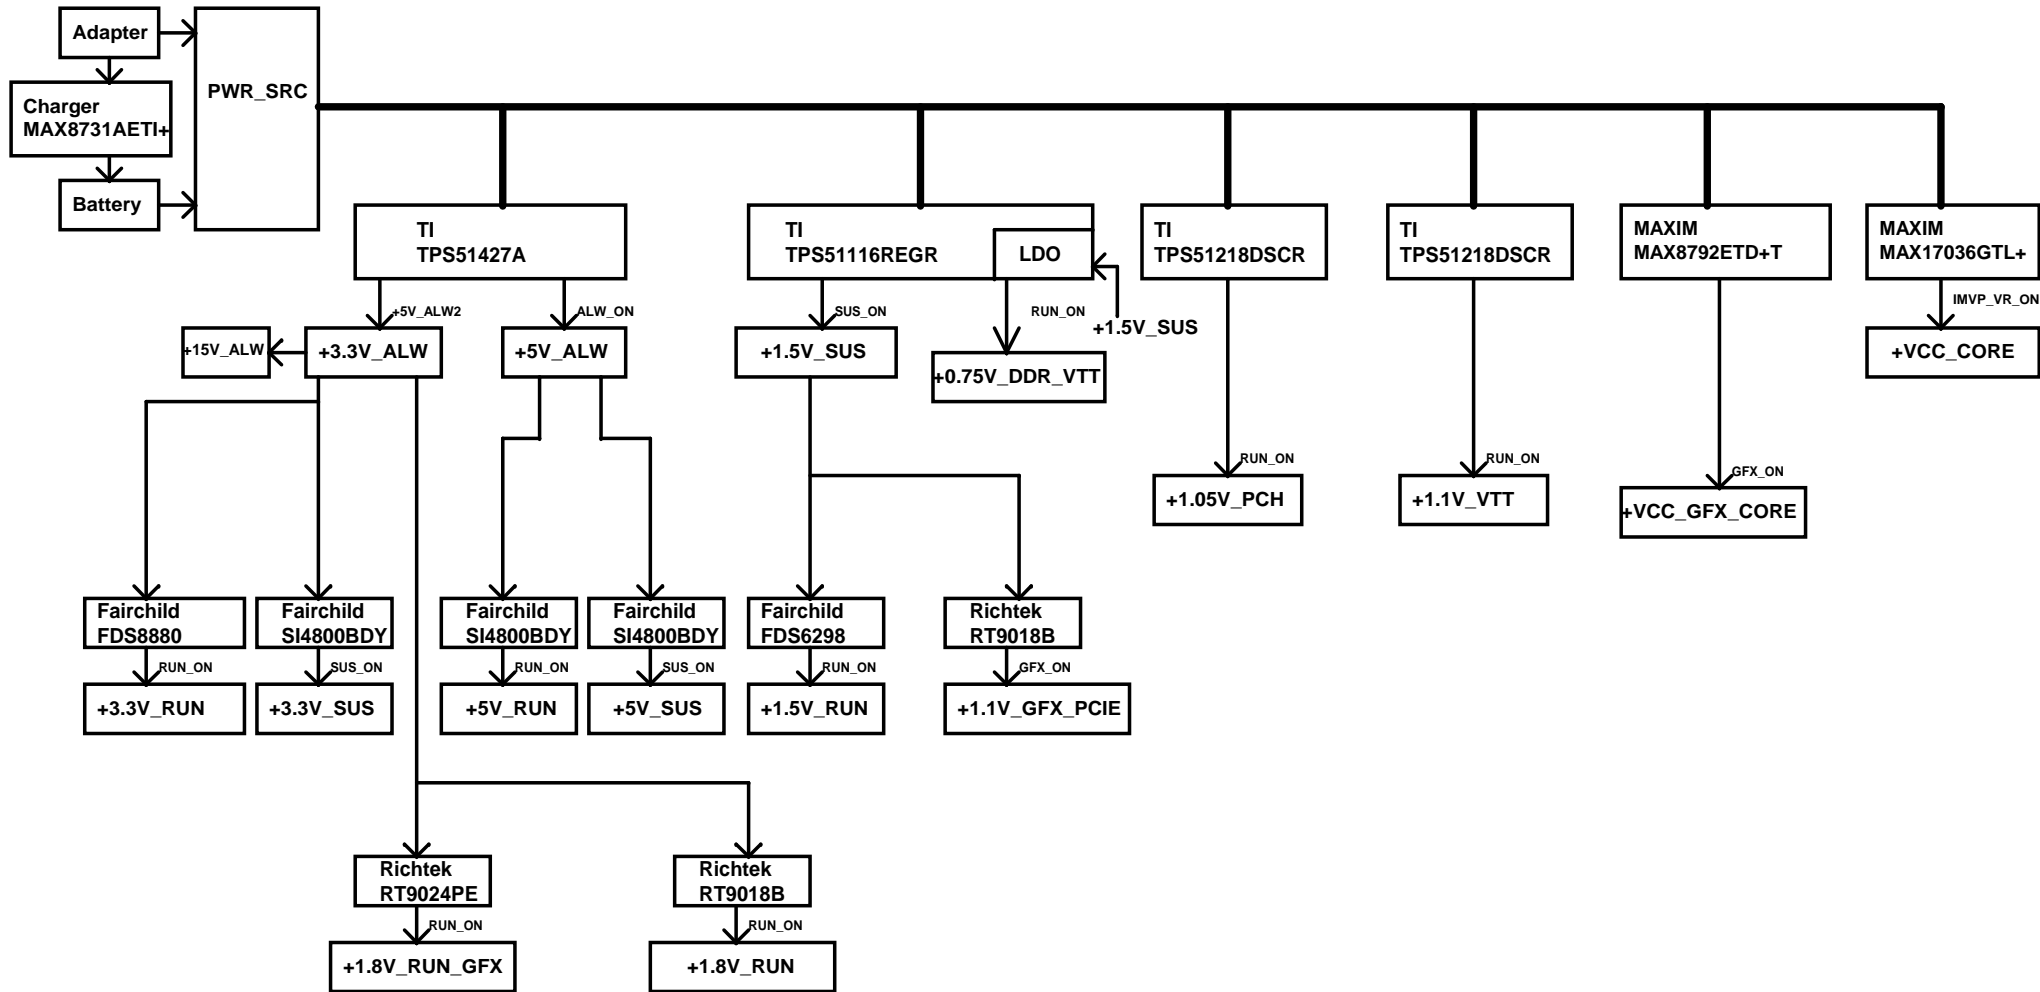 Adapter
PWR_SRC
Charger
MAX8731AETI+
Battery
TI
TPS51427A
TI
TPS51116REGR
LDO
TI
TPS51218DSCR
TI
TPS51218DSCR
MAXIM
MAX8792ETD+T
MAXIM
MAX17036GTL+
+5V_ALW2
ALW_ON
SUS_ON
RUN_ON
+1.5V_SUS
IMVP_VR_ON
+15V_ALW
+3.3V_ALW
+5V_ALW
+1.5V_SUS
+0.75V_DDR_VTT
+VCC_CORE
RUN_ON
RUN_ON
GFX_ON
+1.05V_PCH
+1.1V_VTT
+VCC_GFX_CORE
Fairchild
FDS8880
Fairchild
SI4800BDY
Fairchild
SI4800BDY
Fairchild
SI4800BDY
Fairchild
FDS6298
Richtek
RT9018B
RUN_ON
SUS_ON
RUN_ON
SUS_ON
RUN_ON
GFX_ON
+3.3V_RUN
+3.3V_SUS
+5V_RUN
+5V_SUS
+1.5V_RUN
+1.1V_GFX_PCIE
Richtek
RT9024PE
Richtek
RT9018B
RUN_ON
RUN_ON
+1.8V_RUN_GFX
+1.8V_RUN